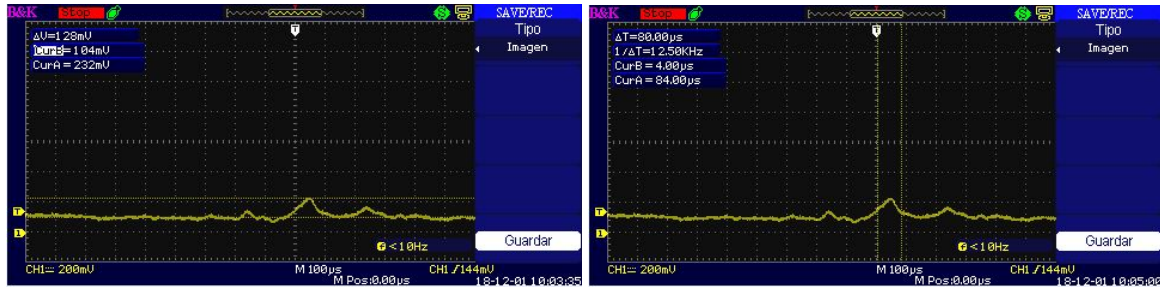 B&K Stop SAVE/REC
Tipo
Imagen
ΔV=128mV
CurB=104mV
CurA=232mV
T
T
1
f<10Hz
Guardar
CH1 200mV M 100μs CH1 /144mV
M Pos:0.00μs 18-12-01 10:03:35
B&K Stop SAVE/REC
Tipo
Imagen
ΔT=80.00μs
1/ΔT=12.50KHz
CurB=4.00μs
CurA=84.00μs
T
T
1
f<10Hz
Guardar
CH1 200mV M 100μs CH1 /144mV
M Pos:0.00μs 18-12-01 10:05:00